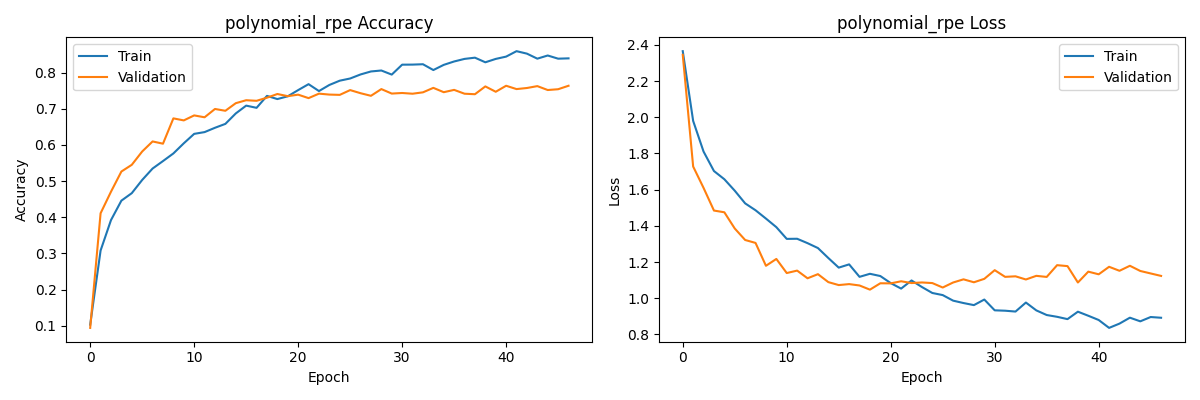 polynomial_rpe Accuracy
Train
Validation
0.8
0.7
0.6
0.5
0.4
0.3
0.2
0.1
Accuracy
0
10
20
30
40
Epoch
polynomial_rpe Loss
Train
Validation
2.4
2.2
2.0
1.8
1.6
1.4
1.2
1.0
0.8
Loss
0
10
20
30
40
Epoch